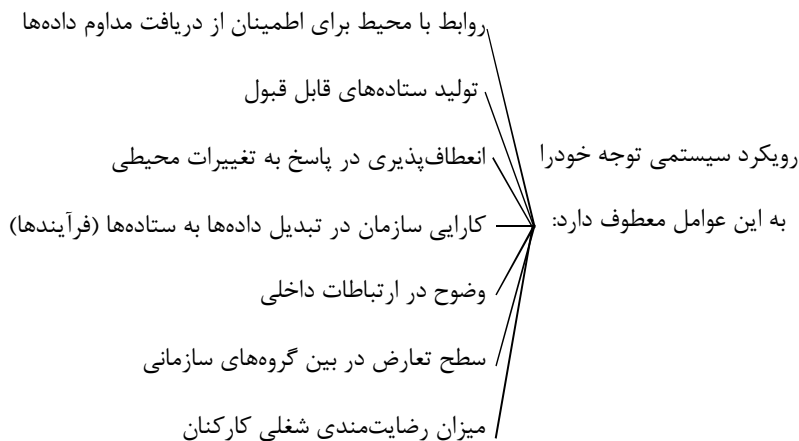 رویکرد سیستمی توجه خودرا
به این عوامل معطوف دارد:
روابط با محیط برای اطمینان از دریافت مداوم داده‌ها
تولید ستاده‌های قابل قبول
انعطاف‌پذیری در پاسخ به تغییرات محیطی
کارایی سازمان در تبدیل داده‌ها به ستاده‌ها (فرآیندها)
وضوح در ارتباطات داخلی
سطح تعارض در بین گروه‌های سازمانی
میزان رضایت‌مندی شغلی کارکنان